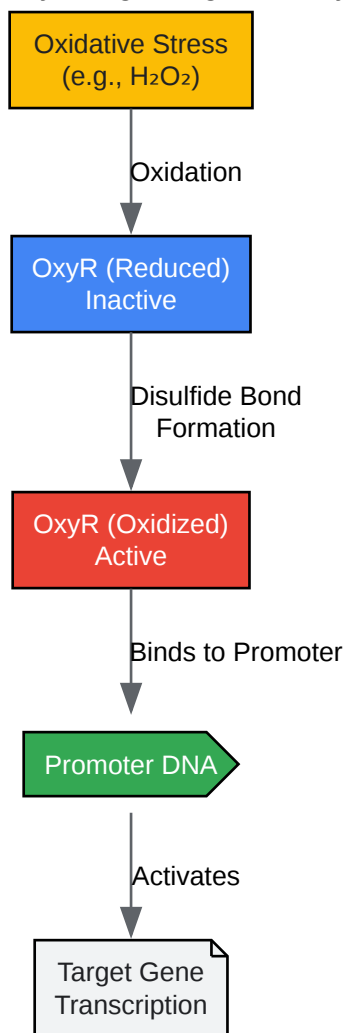 Oxidative Stress
(e.g., H₂O₂)
Oxidation
OxyR (Reduced)
Inactive
Disulfide Bond
Formation
OxyR (Oxidized)
Active
Binds to Promoter
Promoter DNA
Activates
Target Gene
Transcription